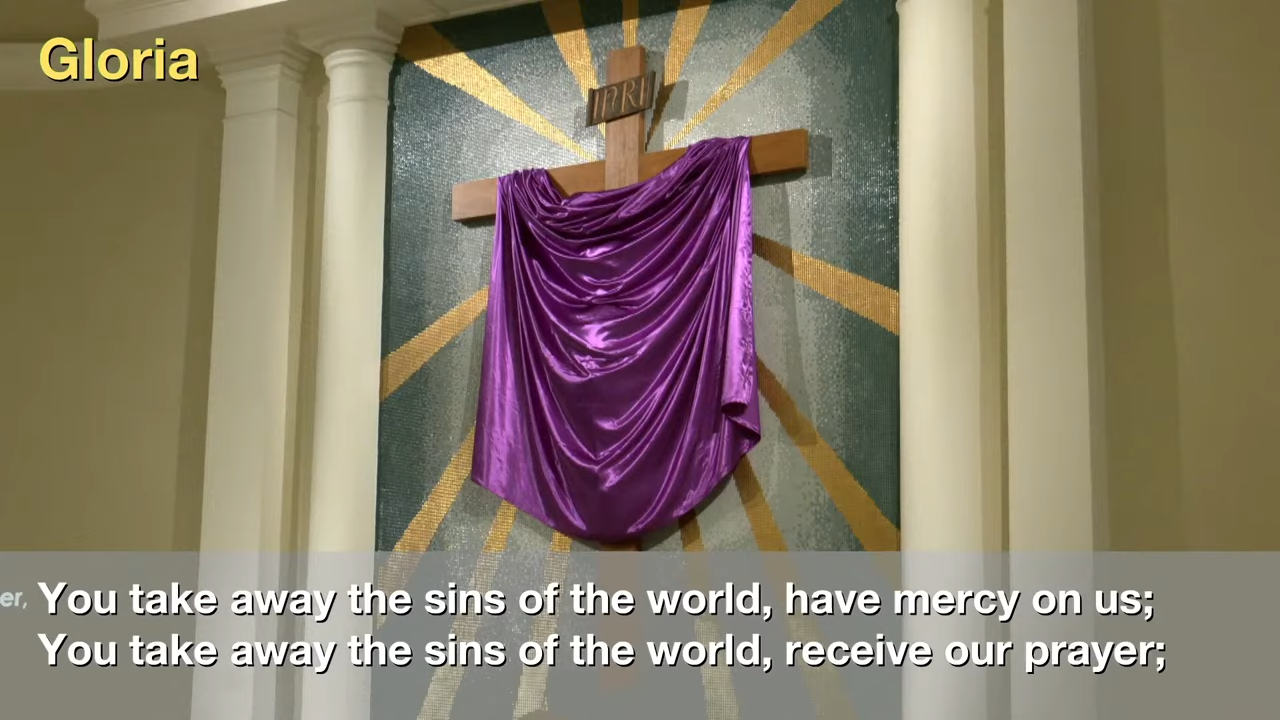 Gloria
INRI
er,
You take away the sins of the world, have mercy on us;
You take away the sins of the world, receive our prayer;